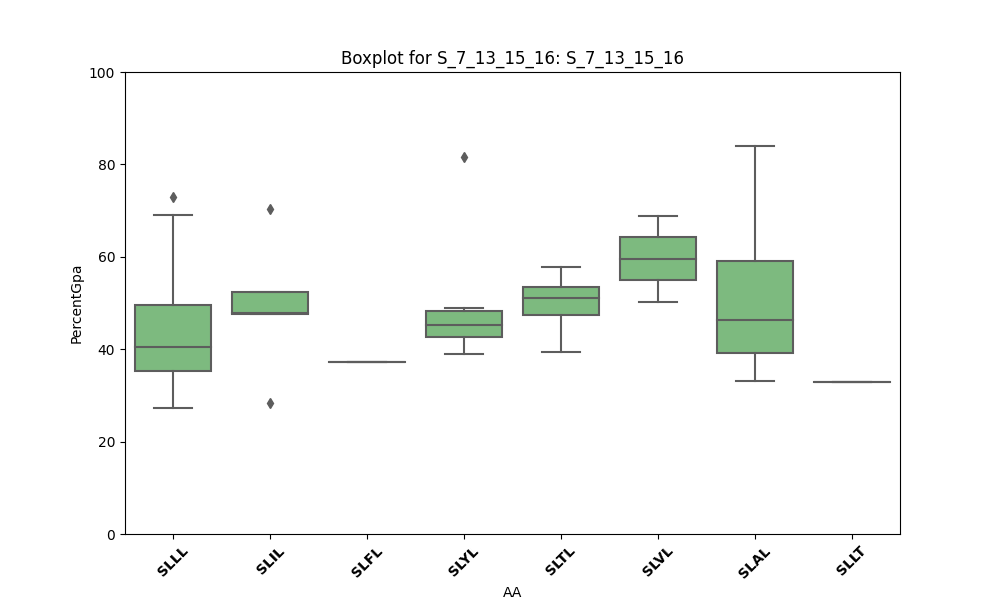 Boxplot for S_7_13_15_16: S_7_13_15_16
100
80
60
40
20
0
PercentGpa
SLLL
SLIL
SLFL
SLYL
SLTL
SLVL
SLAL
SLLT
AA